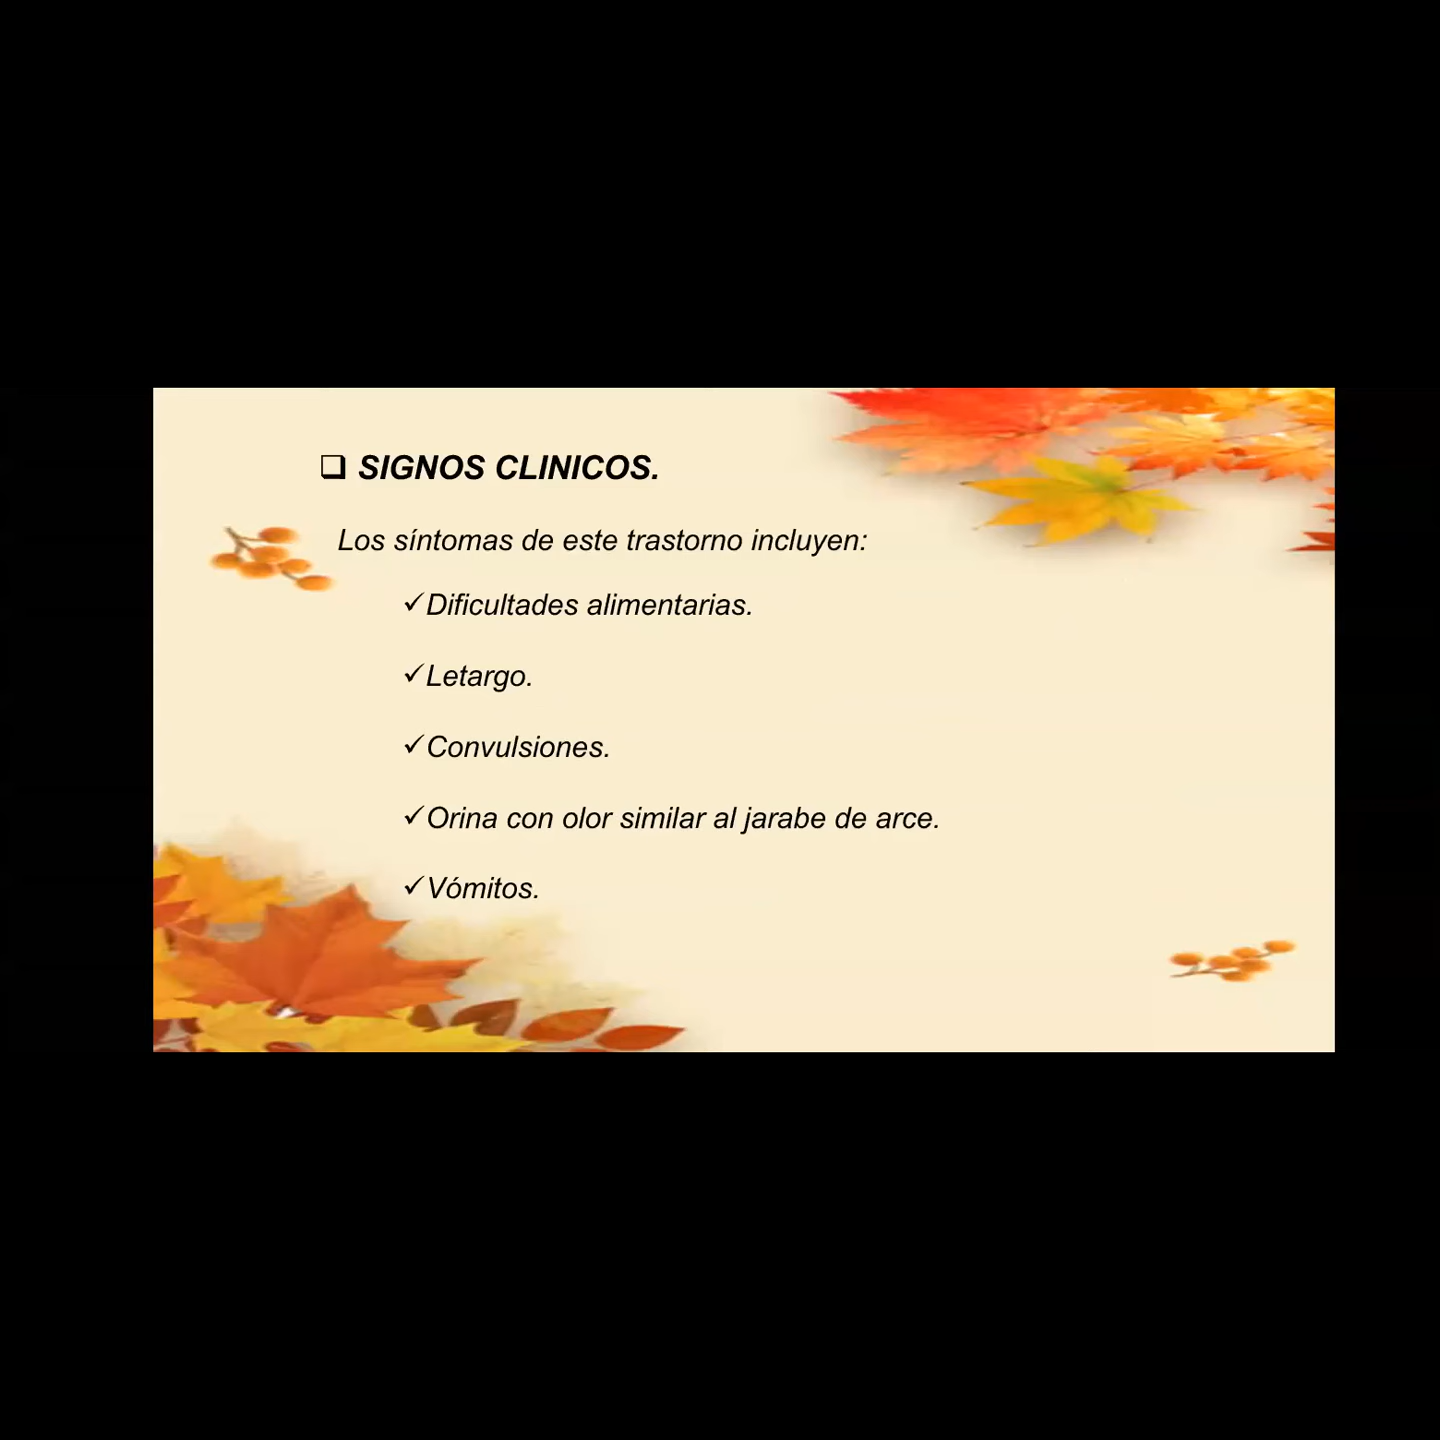 ❑ SIGNOS CLINICOS.
Los síntomas de este trastorno incluyen:
✓Dificultades alimentarias.
✓Letargo.
✓Convulsiones.
✓Orina con olor similar al jarabe de arce.
✓Vómitos.